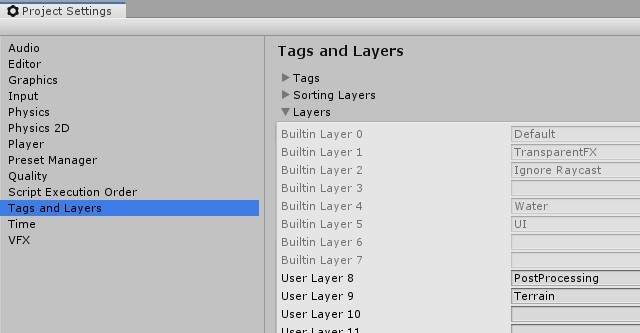 Project Settings
Audio
Editor
Graphics
Input
Physics
Physics 2D
Player
Preset Manager
Quality
Script Execution Order
Tags and Layers
Time
VFX
Tags and Layers
Tags
Sorting Layers
Layers
Builtin Layer 0 Default
Builtin Layer 1 TransparentFX
Builtin Layer 2 Ignore Raycast
Builtin Layer 3
Builtin Layer 4 Water
Builtin Layer 5 UI
Builtin Layer 6
Builtin Layer 7
User Layer 8 PostProcessing
User Layer 9 Terrain
User Layer 10
User Layer 11